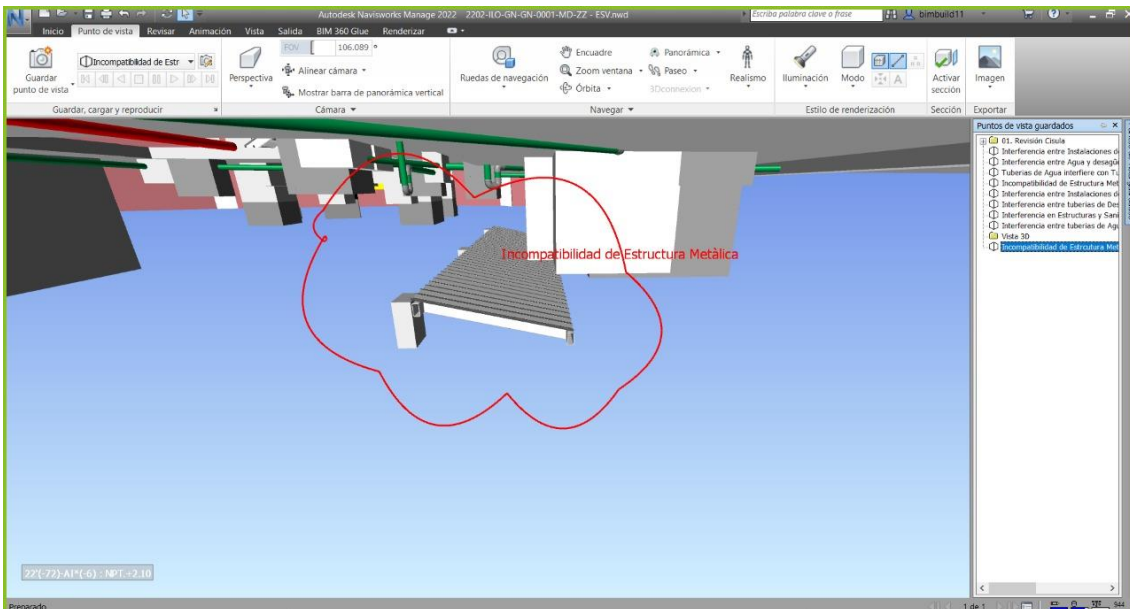 Autodesk Navisworks Manage 2022 2202-ILO-GN-GN-0001-MD-ZZ - ESV.nwd
Escriba palabra clave o frase
bimbuild11
Inicio Punto de vista Revisar Animación Vista Salida BIM 360 Glue Renderizar
Guardar punto de vista
Incompatibilidad de Estr
Perspectiva
FOV 106.089 °
Alinear cámara
Mostrar barra de panorámica vertical
Ruedas de navegación
Encuadre
Zoom ventana
Órbita
Panorámica
Paseo
3Dconnexion
Realismo
Iluminación
Modo
Activar sección
Imagen
Guardar, cargar y reproducir
Cámara
Navegar
Estilo de renderización
Sección
Exportar
Puntos de vista guardados
01. Revisión Cisula
Interferencia entre Instalaciones d
Interferencia entre Agua y desagü
Tuberias de Agua interfiere con Tu
Incompatibilidad de Estructura Met
Interferencia entre Instalaciones d
Interferencia entre tuberias de Des
Interferencia en Estructuras y Sani
Interferencia entre tuberias de Agu
Vista 3D
Incompatibilidad de Estrcutura Met
Incompatibilidad de Estructura Metàlica
22'(-72)-AI"(-6) : NPT.+2.10
Preparado
1 de 1